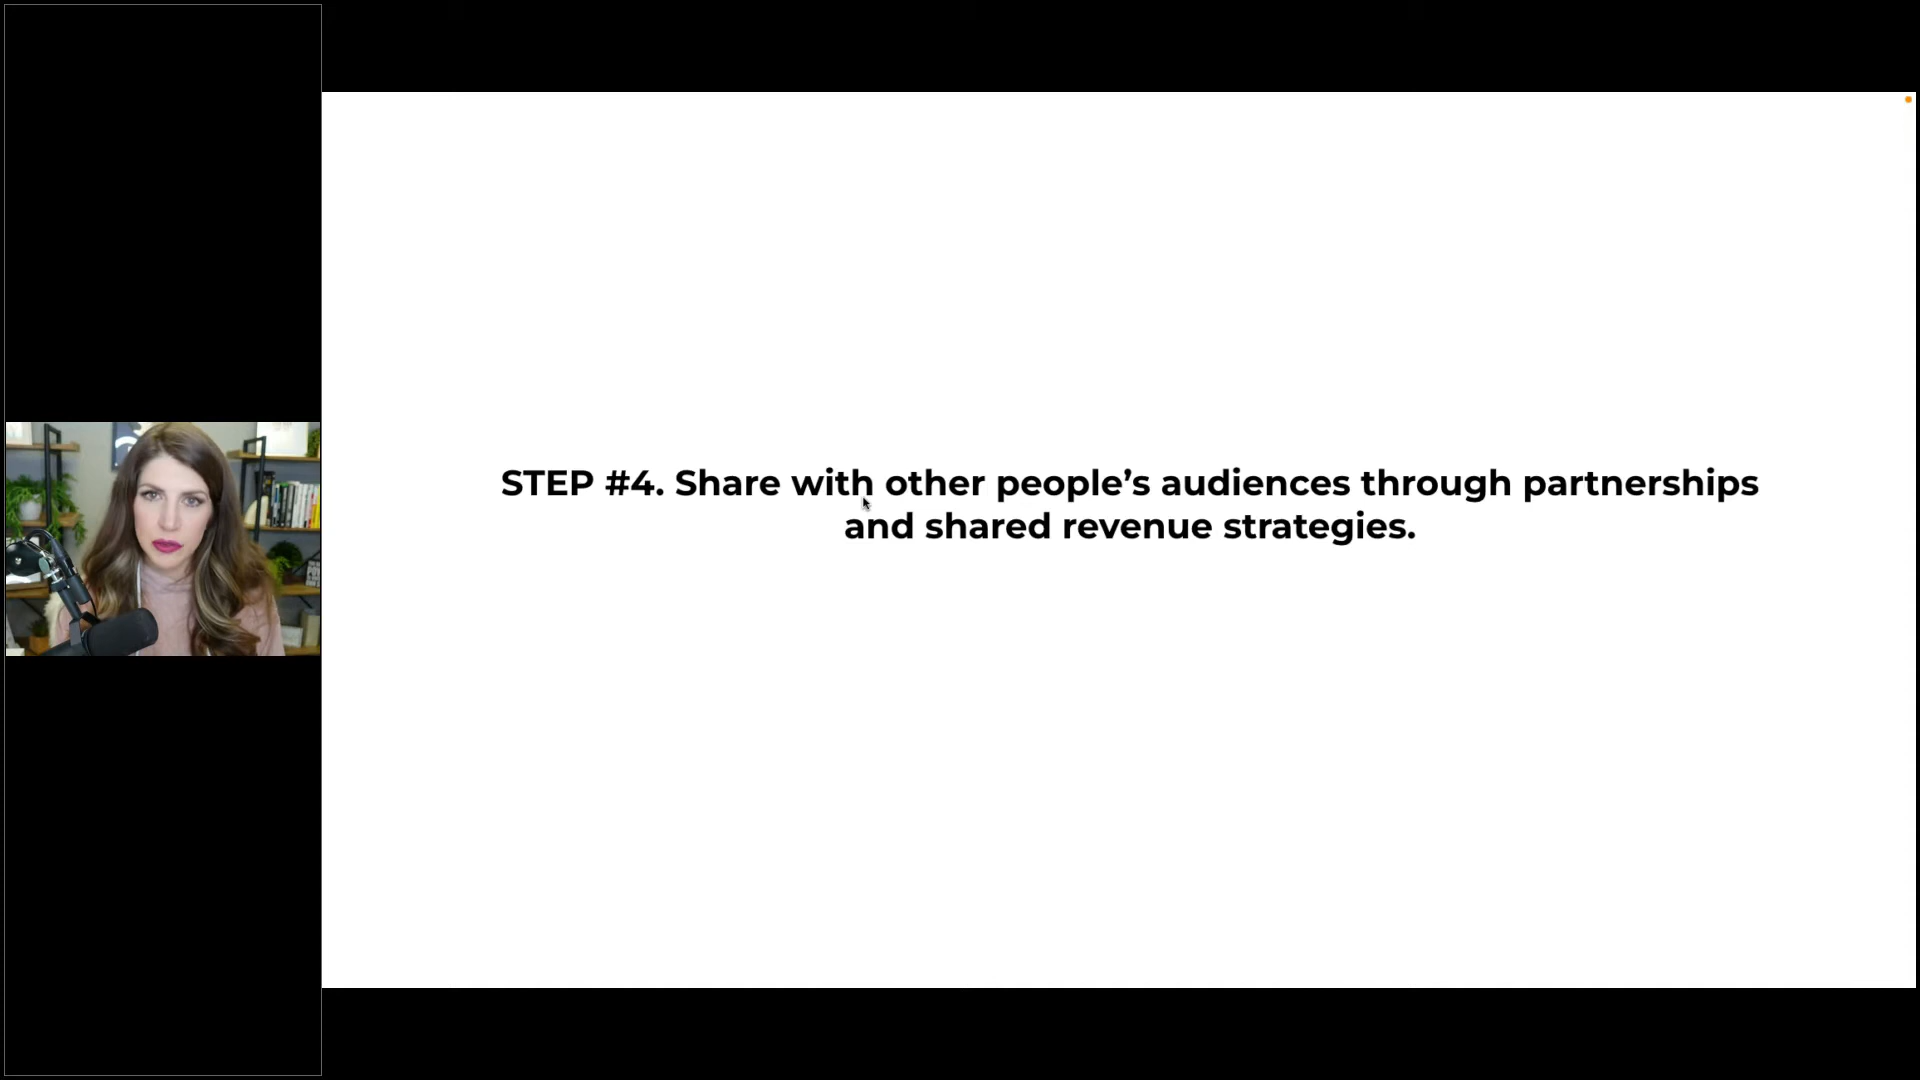 STEP #4. Share with other people’s audiences through partnerships
and shared revenue strategies.